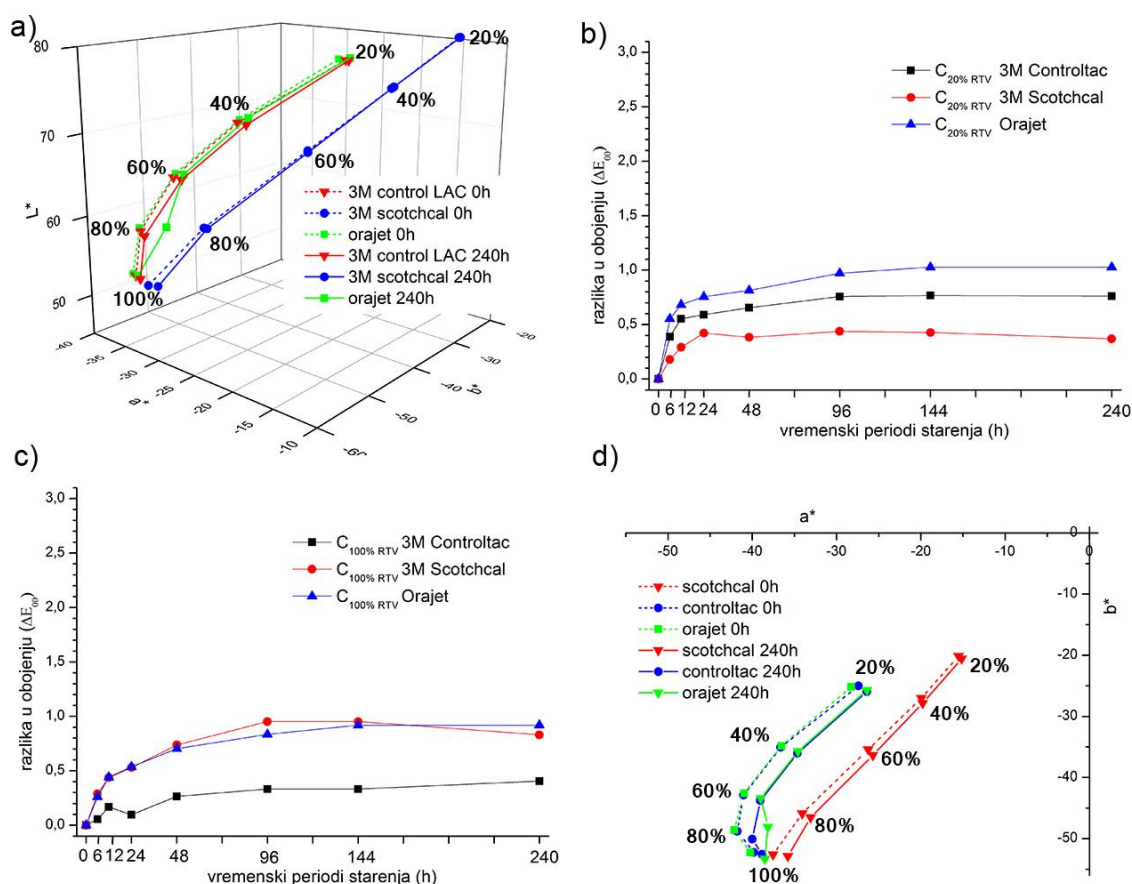 a)
80
70
60
50
L*
-40
-35
-30
-25
-20
-15
-10
a*
-60
-50
-40
-30
-20
b*
20%
40%
60%
80%
100%
20%
40%
60%
80%
3M control LAC 0h
3M scotchcal 0h
orajet 0h
3M control LAC 240h
3M scotchcal 240h
orajet 240h
b)
razlika u obojenju (ΔE00)
3,0
2,5
2,0
1,5
1,0
0,5
0,0
C20% RTV 3M Controltac
C20% RTV 3M Scotchcal
C20% RTV Orajet
0 6 12 24 48 96 144 240
vremenski periodi starenja (h)
c)
razlika u obojenju (ΔE00)
3,0
2,5
2,0
1,5
1,0
0,5
0,0
C100% RTV 3M Controltac
C100% RTV 3M Scotchcal
C100% RTV Orajet
0 6 12 24 48 96 144 240
vremenski periodi starenja (h)
d)
a*
-50 -40 -30 -20 -10 0
0
-10
-20
-30
-40
-50
b*
scotchcal 0h
controltac 0h
orajet 0h
scotchcal 240h
controltac 240h
orajet 240h
20%
40%
60%
80%
100%
20%
40%
60%
80%